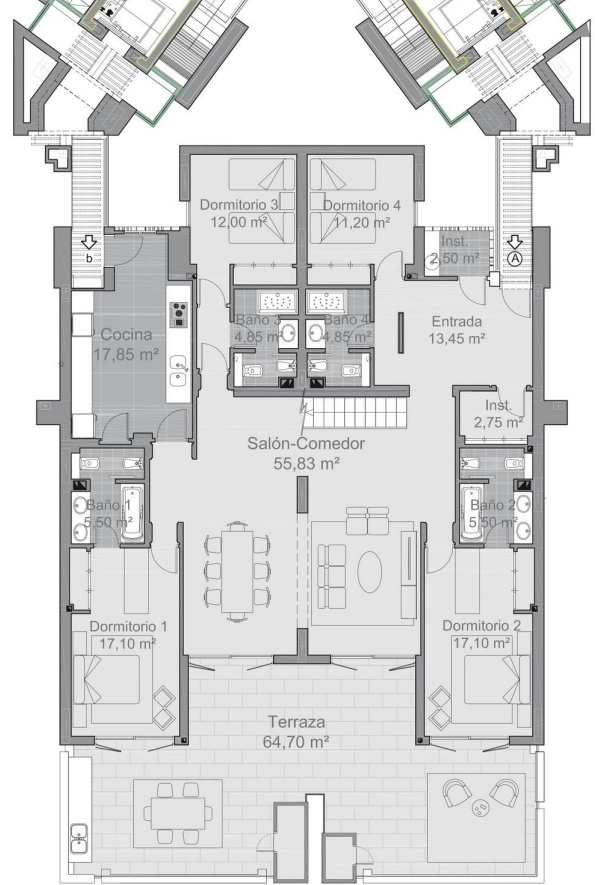 Dormitorio 3
12,00 m²
Dormitorio 4
11,20 m²
Inst.
2,50 m²
b
A
Cocina
17,85 m²
Baño 3
4,85 m²
Baño 4
4,85 m²
Entrada
13,45 m²
Inst.
2,75 m²
Salón-Comedor
55,83 m²
Baño 1
5,50 m²
Baño 2
5,50 m²
Dormitorio 1
17,10 m²
Dormitorio 2
17,10 m²
Terraza
64,70 m²